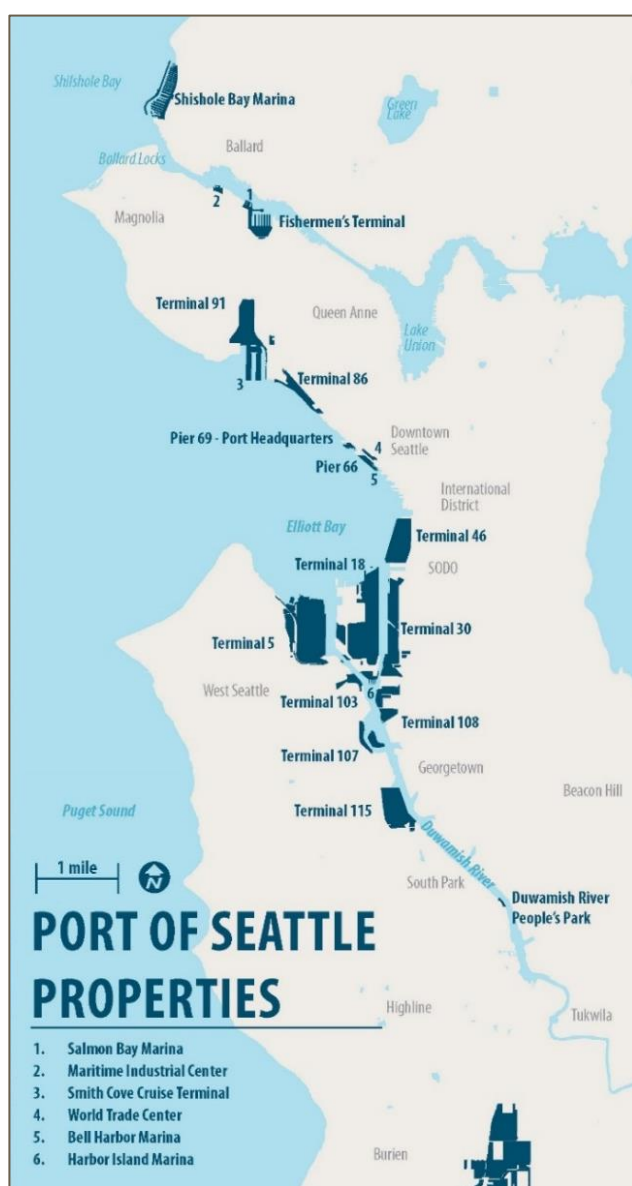 Shilshole Bay
Shishole Bay Marina
Green
Lake
Ballard
Ballard Locks
2
1
Magnolia
Fishermen's Terminal
Terminal 91
Queen Anne
Lake
Union
3
Terminal 86
Pier 69 - Port Headquarters
4
Downtown
Seattle
Pier 66
5
International
District
Elliott Bay
Terminal 46
Terminal 18
SODO
Terminal 5
Terminal 30
West Seattle
6
Terminal 103
Terminal 108
Terminal 107
Georgetown
Beacon Hill
Puget Sound
Terminal 115
Duwamish River
1 mile
N
South Park
Duwamish River
People's Park
PORT OF SEATTLE
PROPERTIES
Highline
Tukwila
1. Salmon Bay Marina
2. Maritime Industrial Center
3. Smith Cove Cruise Terminal
4. World Trade Center
5. Bell Harbor Marina
6. Harbor Island Marina
Burien